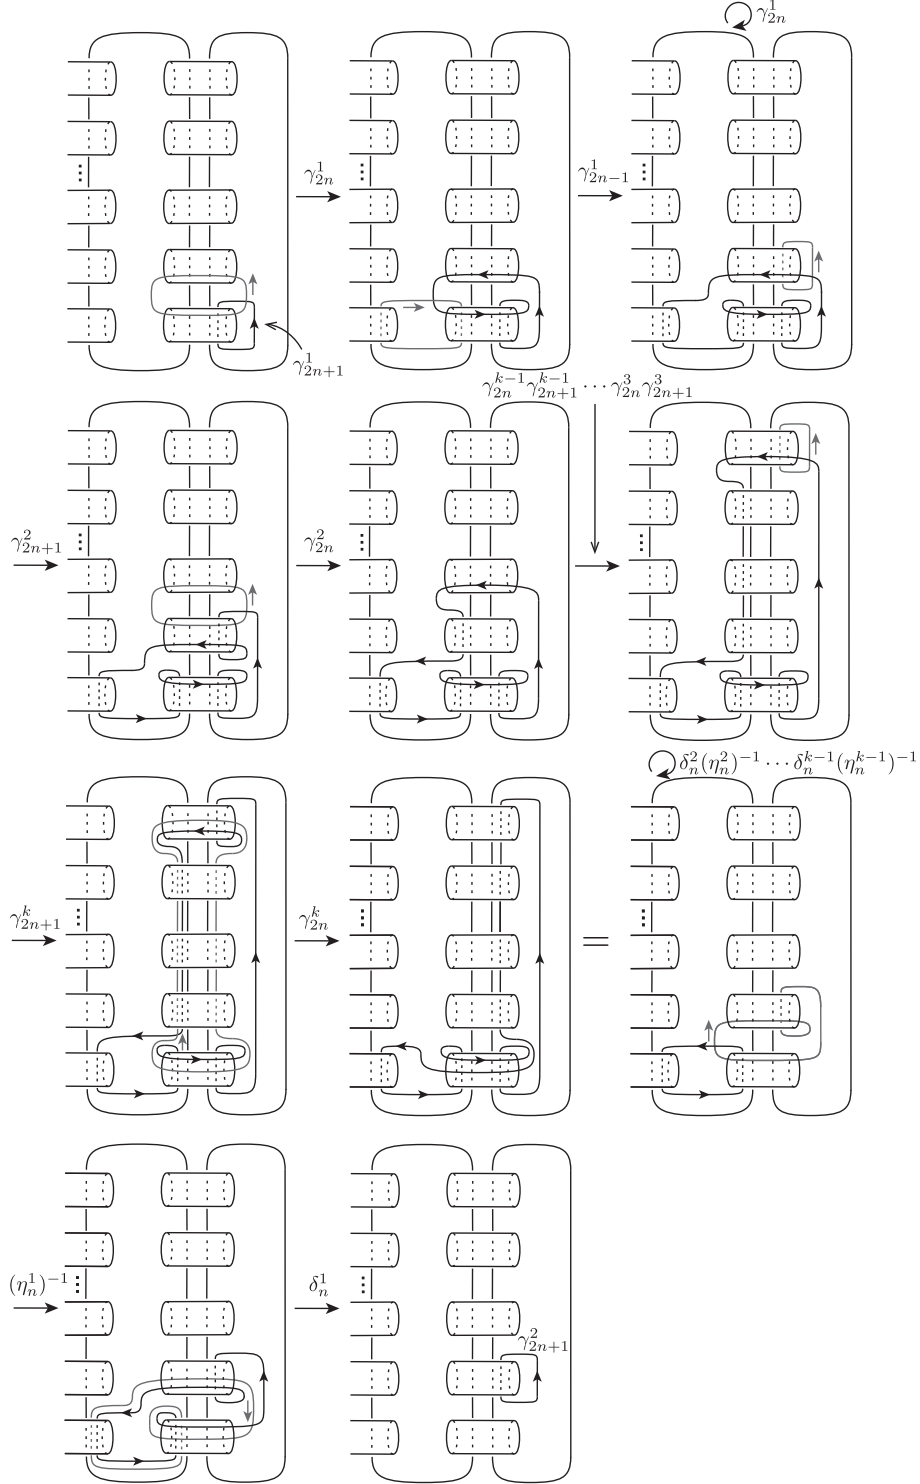 γ^1_{2n}
γ^1_{2n}
γ^1_{2n-1}
γ^1_{2n+1}
γ^{k-1}_{2n} γ^{k-1}_{2n+1} ⋯ γ^3_{2n} γ^3_{2n+1}
γ^2_{2n+1}
γ^2_{2n}
δ^2_n(η^2_n)^{-1} ⋯ δ^{k-1}_n(η^{k-1}_n)^{-1}
γ^k_{2n+1}
γ^k_{2n}
=
(η^1_n)^{-1}
δ^1_n
γ^2_{2n+1}